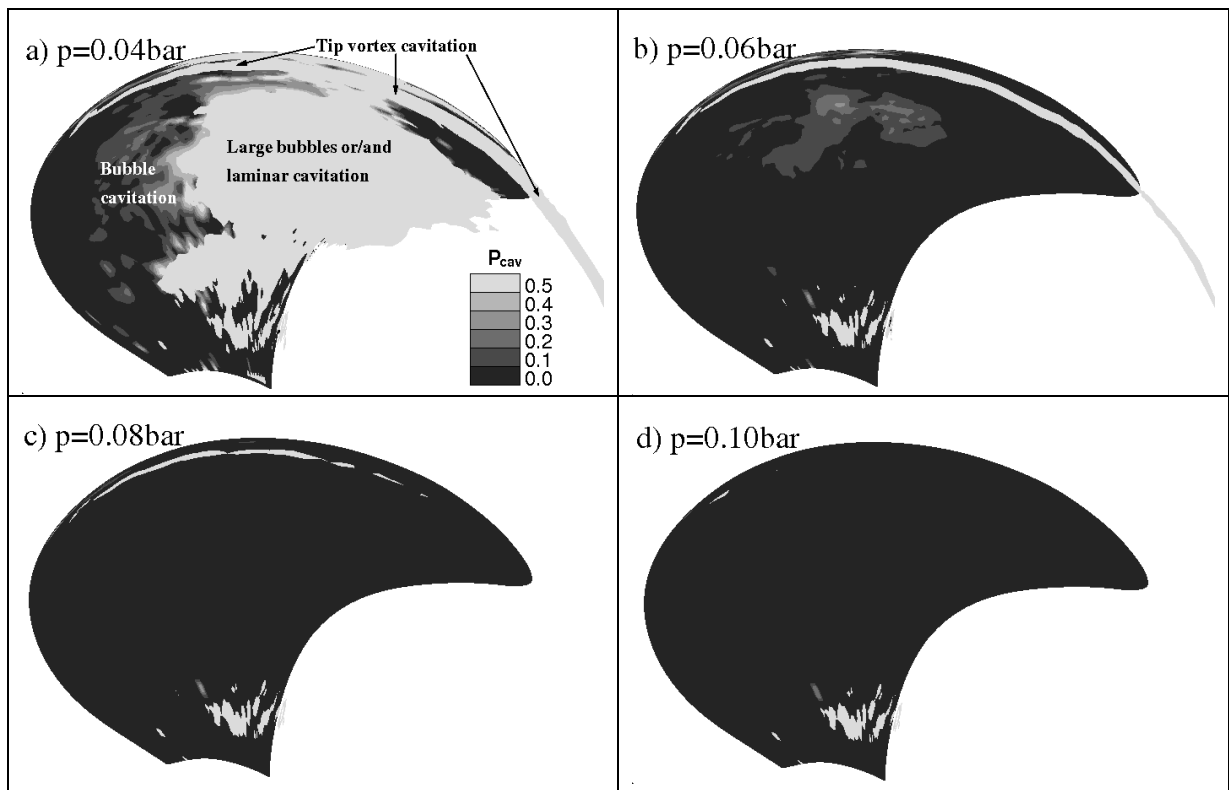 a) p=0.04bar
Tip vortex cavitation
Bubble
cavitation
Large bubbles or/and
laminar cavitation
Pcav
0.5
0.4
0.3
0.2
0.1
0.0
b) p=0.06bar
c) p=0.08bar
d) p=0.10bar